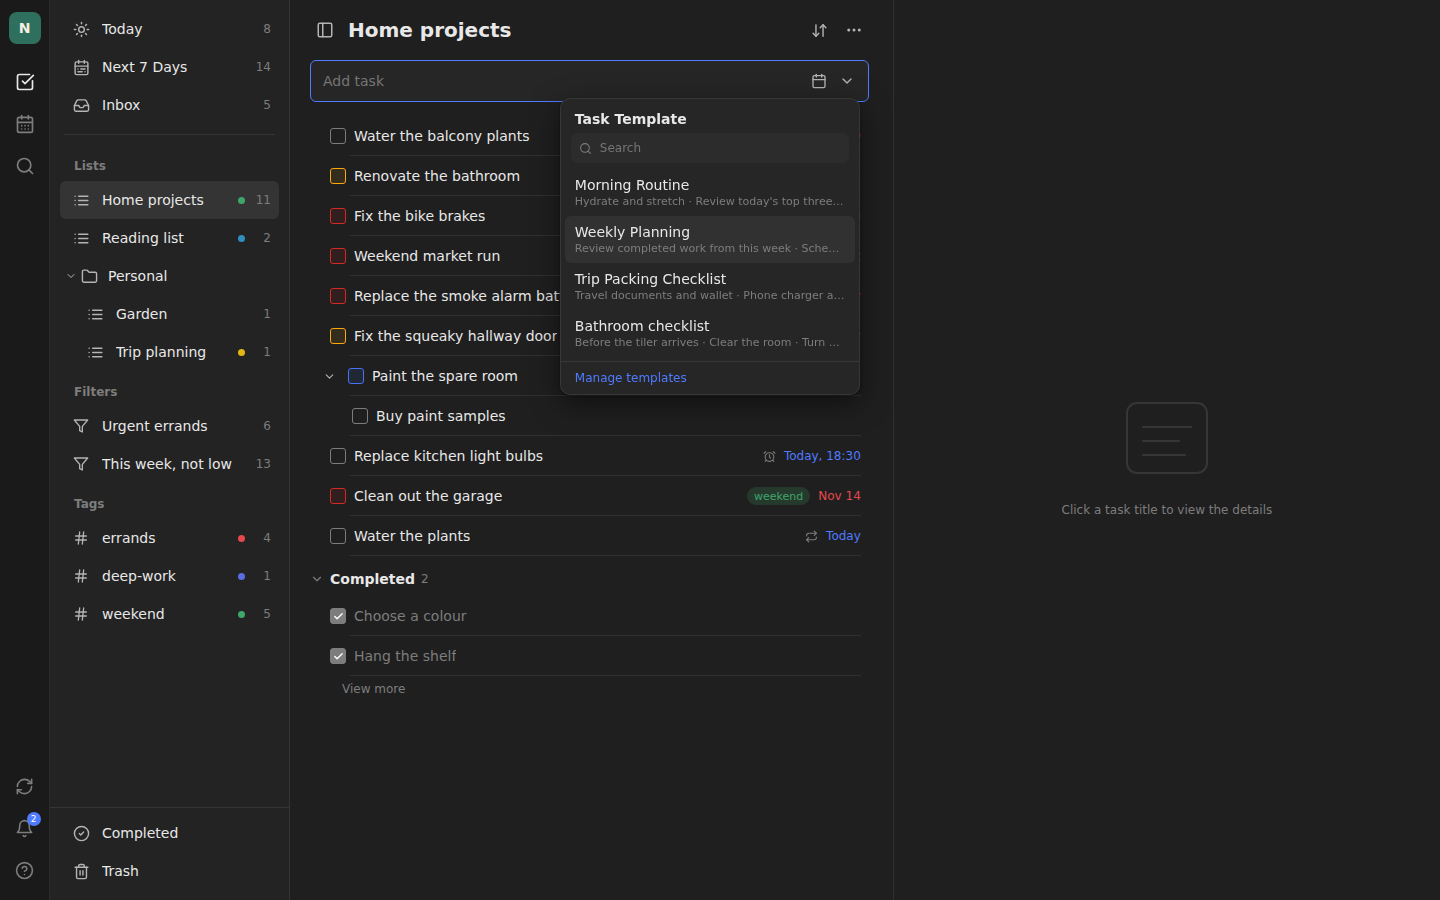 N
Today 8
Next 7 Days 14
Inbox 5
Lists
Home projects 11
Reading list 2
Personal
Garden 1
Trip planning 1
Filters
Urgent errands 6
This week, not low 13
Tags
errands 4
deep-work 1
weekend 5
2
Completed
Trash
Home projects
Add task
Water the balcony plants
Renovate the bathroom
Fix the bike brakes
Weekend market run
Replace the smoke alarm bat
Fix the squeaky hallway door
Paint the spare room
Buy paint samples
Replace kitchen light bulbs Today, 18:30
Clean out the garage weekend Nov 14
Water the plants Today
Completed 2
Choose a colour
Hang the shelf
View more
Task Template
Search
Morning Routine
Hydrate and stretch · Review today's top three…
Weekly Planning
Review completed work from this week · Sche…
Trip Packing Checklist
Travel documents and wallet · Phone charger a…
Bathroom checklist
Before the tiler arrives · Clear the room · Turn …
Manage templates
Click a task title to view the details